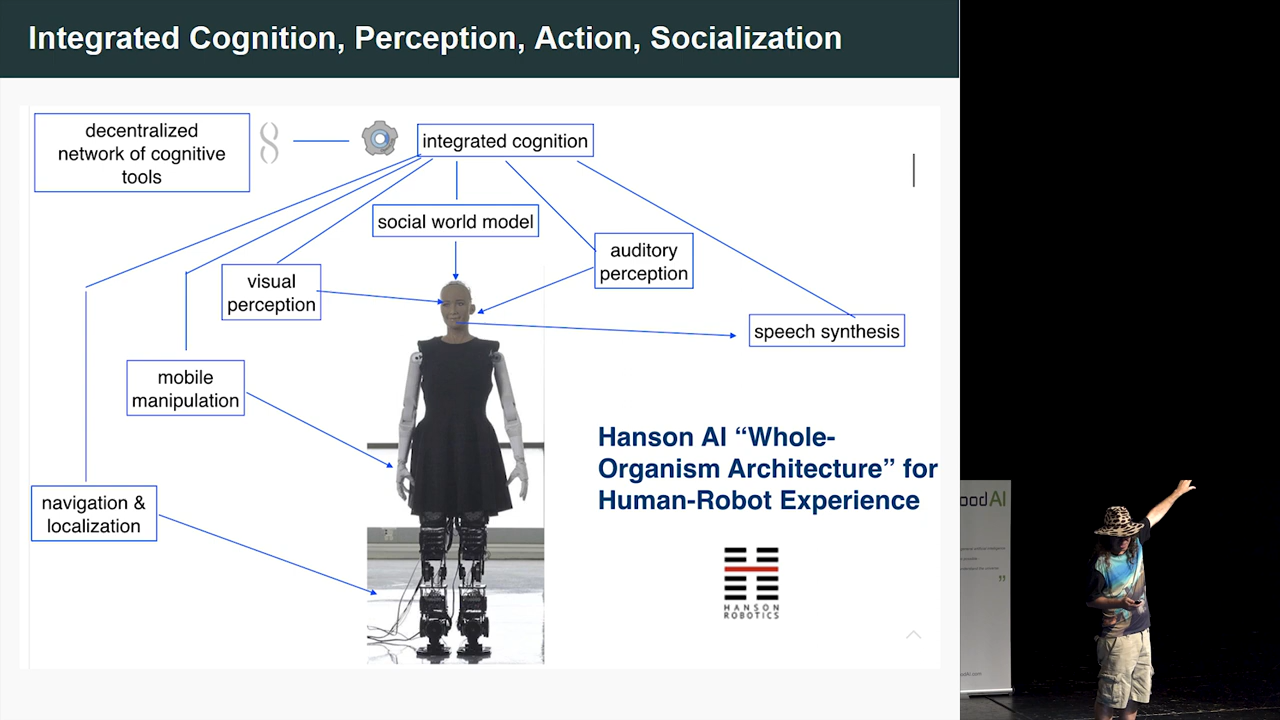 Integrated Cognition, Perception, Action, Socialization
decentralized
network of cognitive
tools
integrated cognition
social world model
auditory
perception
visual
perception
speech synthesis
mobile
manipulation
navigation &
localization
Hanson AI “Whole-
Organism Architecture” for
Human-Robot Experience
HANSON
ROBOTICS
oodAI